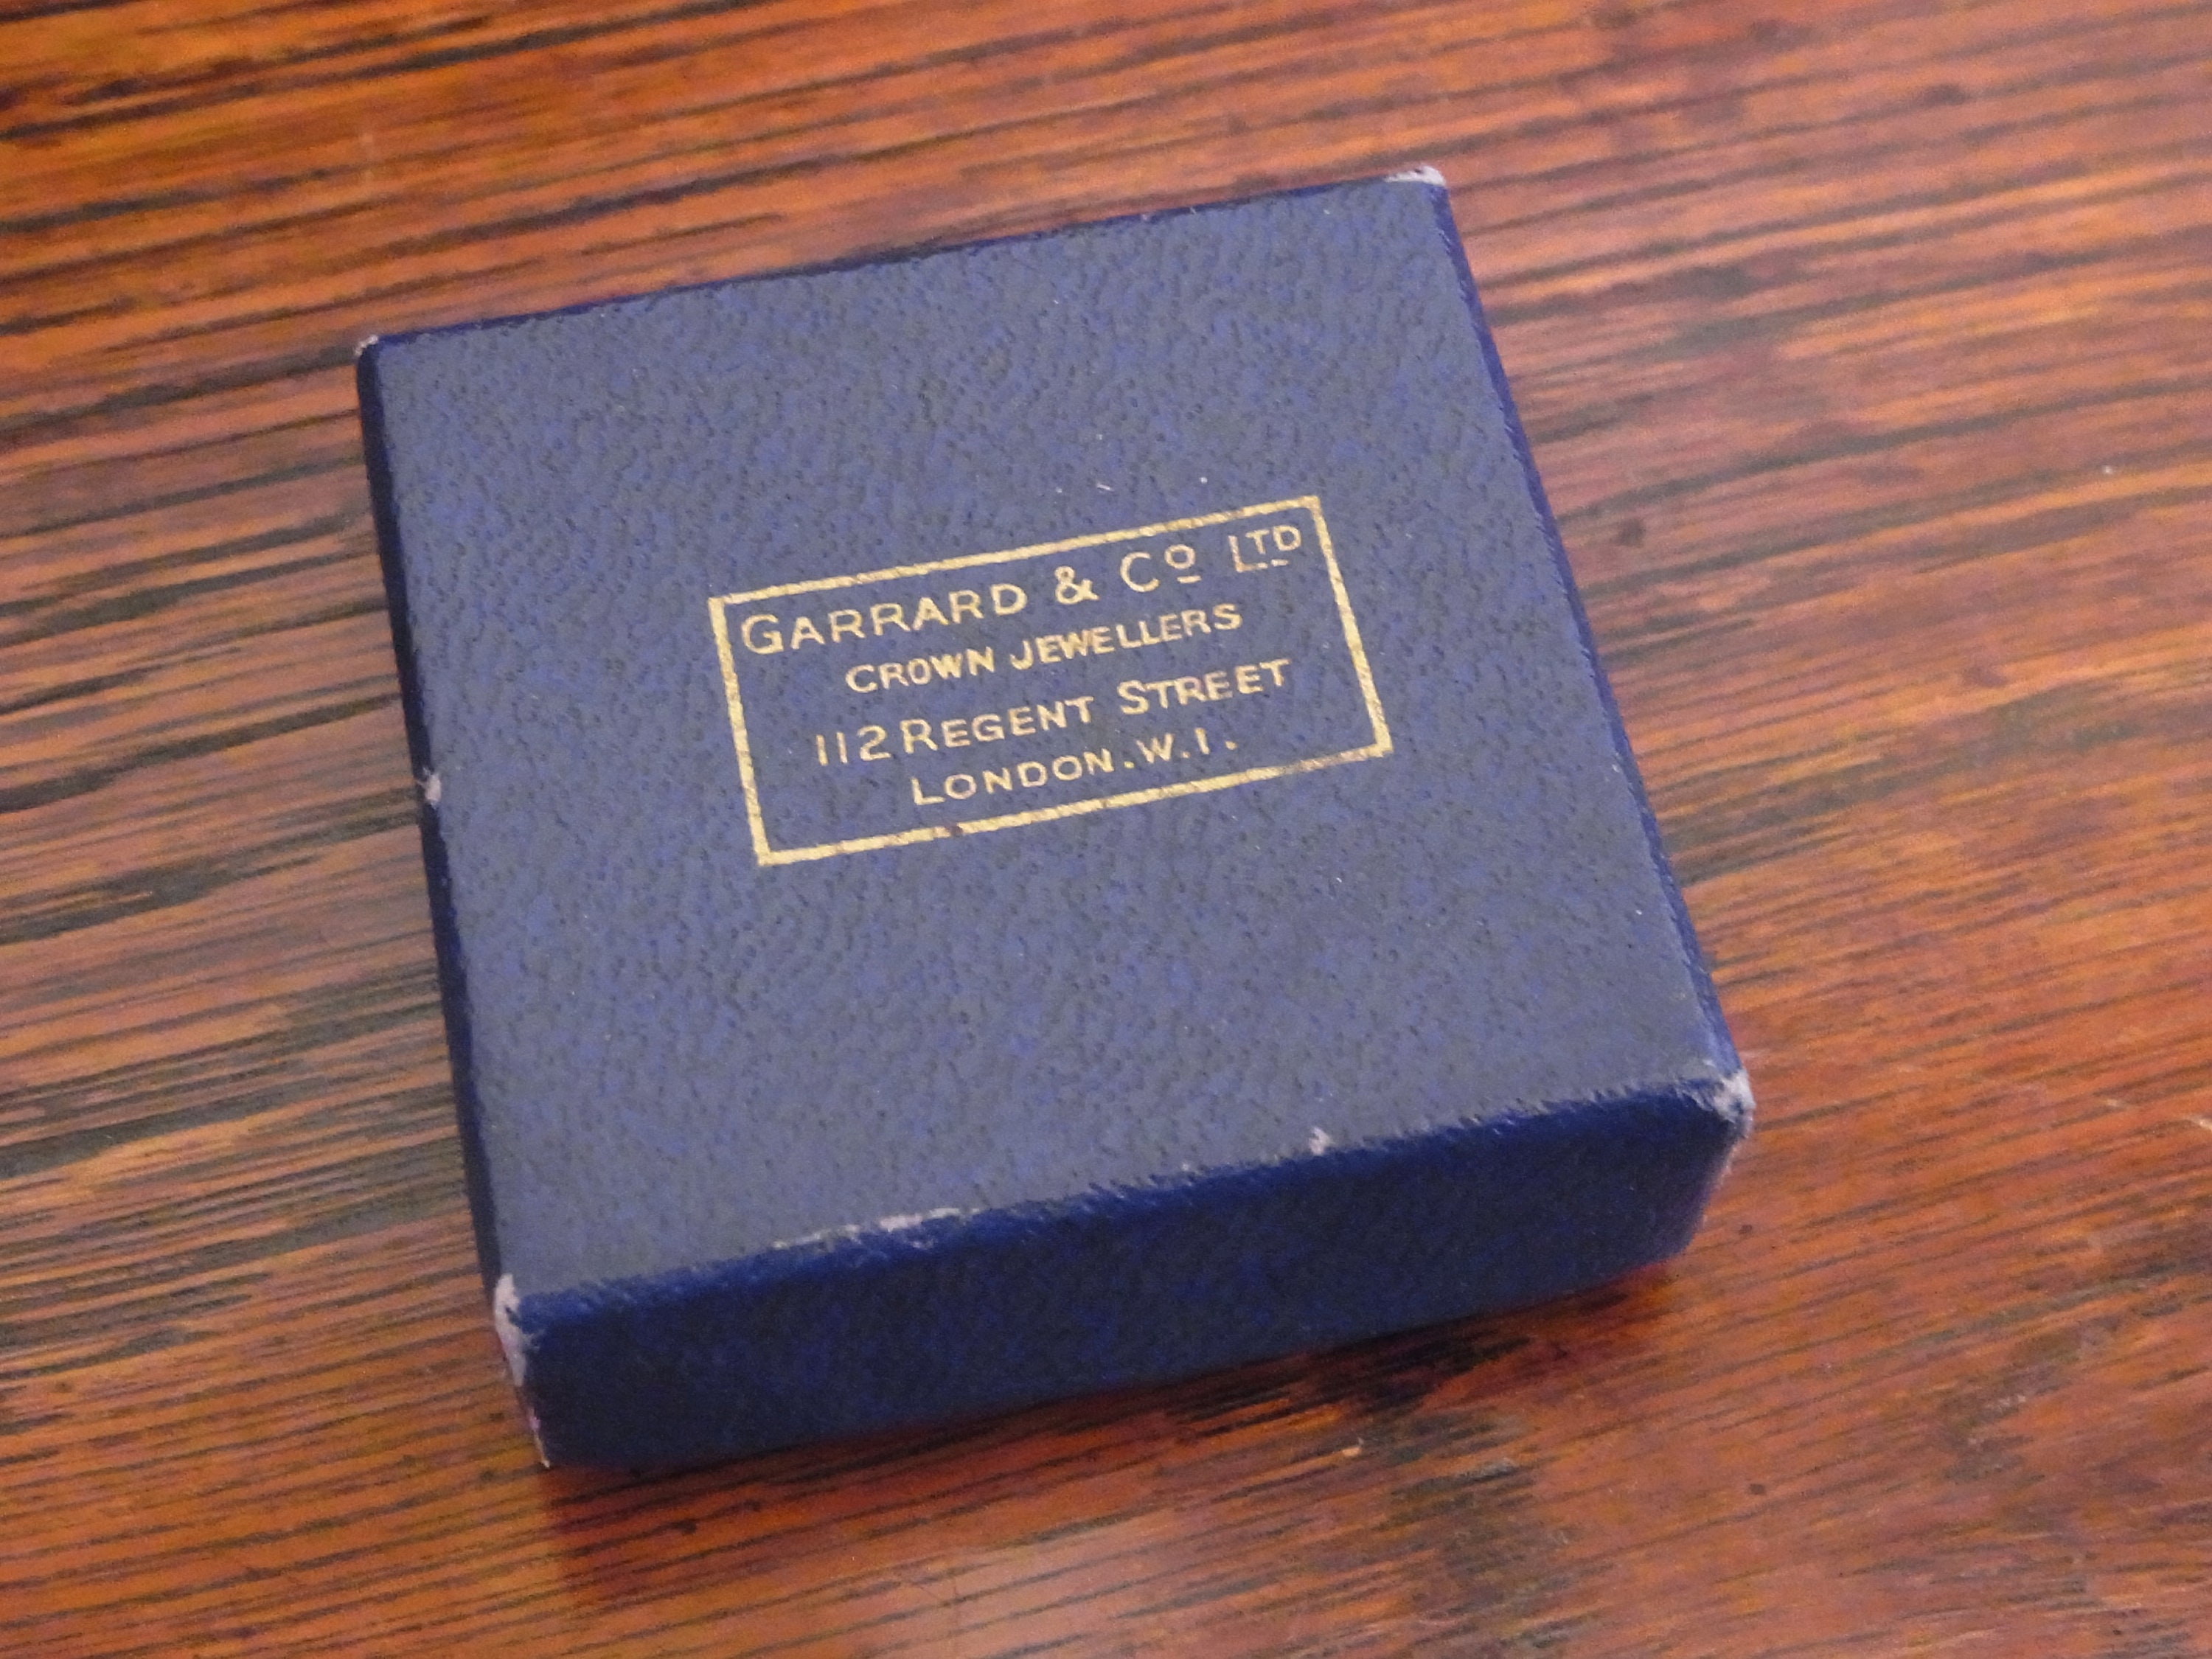 GARRARD & Cº LTD
CROWN JEWELLERS
112 REGENT STREET
LONDON. W.1.